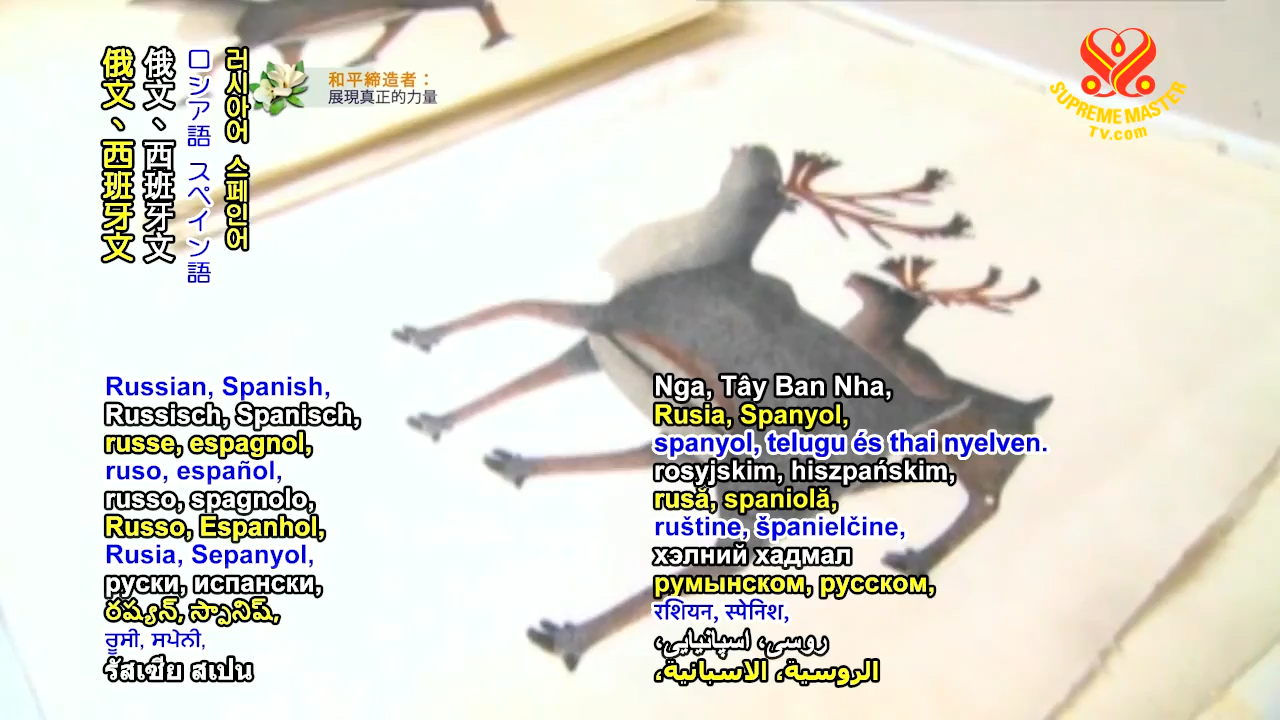 俄文、西班牙文
俄文、西班牙文
ロシア語 スペイン語
러시아어 스페인어
和平締造者：
展現真正的力量
SUPREME MASTER
TV.com
Russian, Spanish,
Russisch, Spanisch,
russe, espagnol,
ruso, español,
russo, spagnolo,
Russo, Espanhol,
Rusia, Sepanyol,
руски, испански,
రష్యన్, స్పానిష్,
ਰੂਸੀ, ਸਪੇਨੀ,
รัสเซีย สเปน
Nga, Tây Ban Nha,
Rusia, Spanyol,
spanyol, telugu és thai nyelven.
rosyjskim, hiszpańskim,
rusă, spaniolă,
ruštine, španielčine,
хэлний хадмал
румынском, русском,
रशियन, स्पेनिश,
روسی، اسپانیایی،
الروسية، الاسبانية،